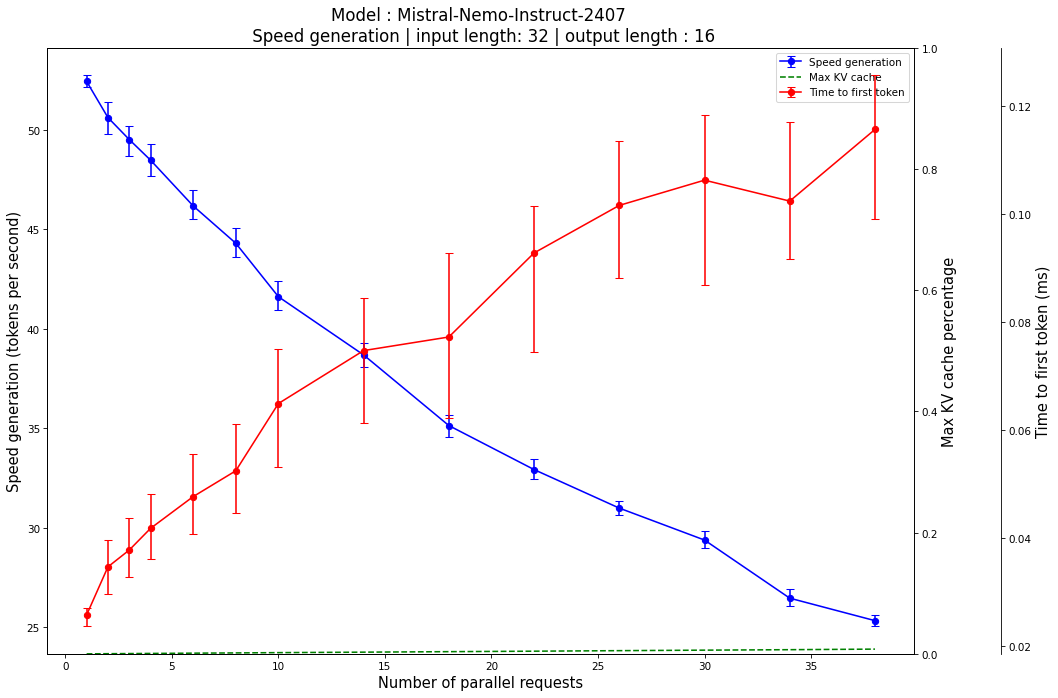 Model : Mistral-Nemo-Instruct-2407
Speed generation | input length: 32 | output length : 16
Speed generation
Max KV cache
Time to first token
Speed generation (tokens per second)
50
45
40
35
30
25
1.0
0.8
0.6
0.4
0.2
0.0
Max KV cache percentage
0.12
0.10
0.08
0.06
0.04
0.02
Time to first token (ms)
0
5
10
15
20
25
30
35
Number of parallel requests